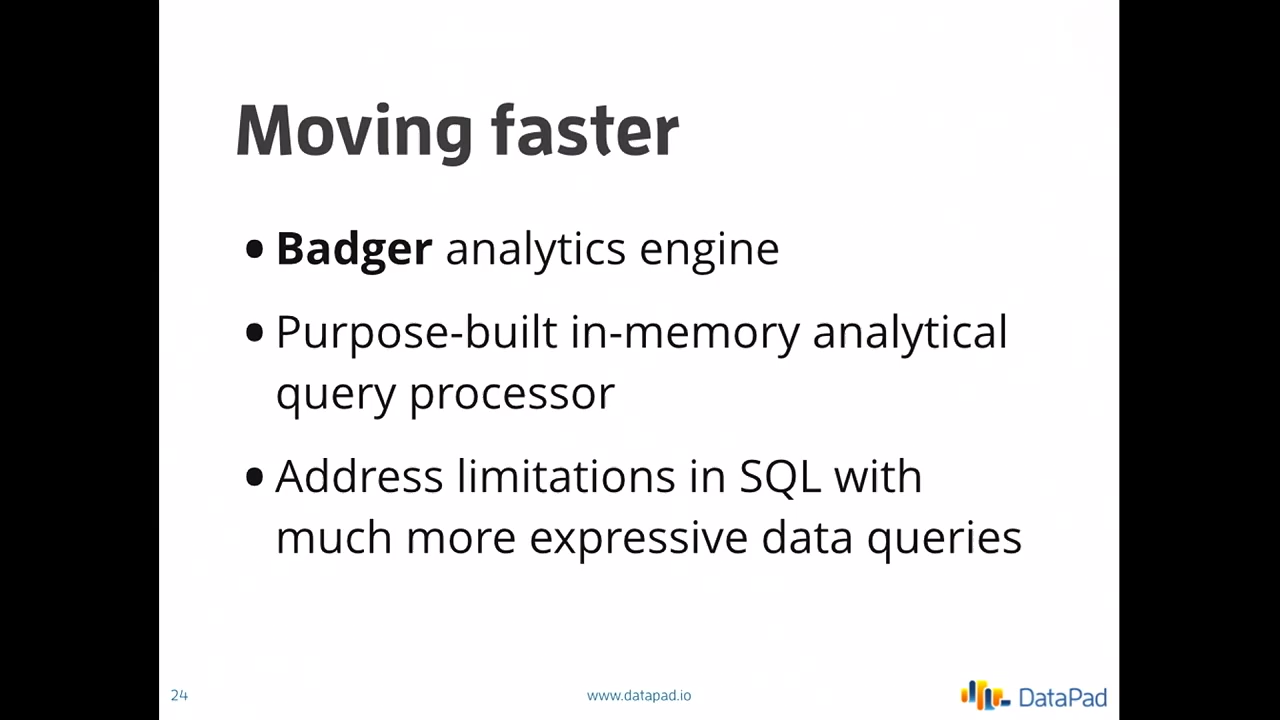 Moving faster
• Badger analytics engine
• Purpose-built in-memory analytical
query processor
• Address limitations in SQL with
much more expressive data queries
24
www.datapad.io
DataPad